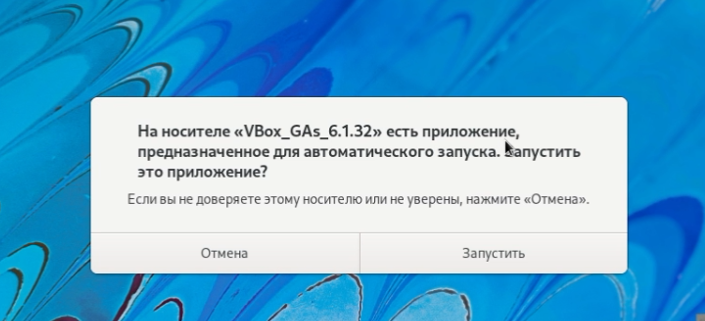 На носителе «VBox_GAs_6.1.32» есть приложение,
предназначенное для автоматического запуска. Запустить
это приложение?
Если вы не доверяете этому носителю или не уверены, нажмите «Отмена».
Отмена
Запустить